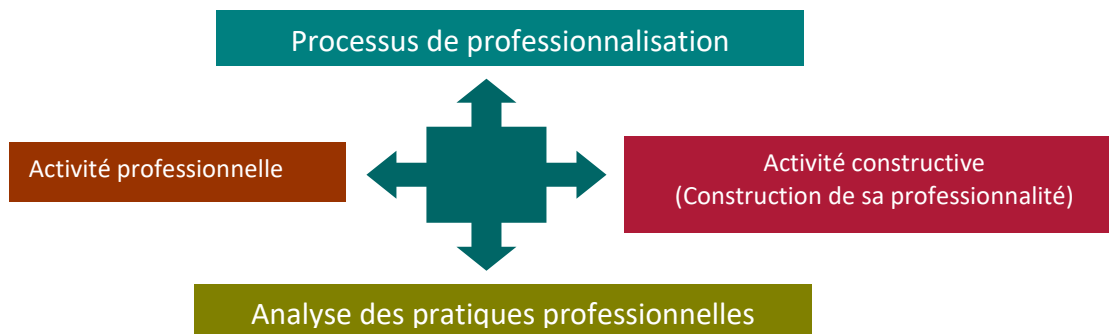 Processus de professionnalisation
Activité professionnelle
Activité constructive
(Construction de sa professionnalité)
Analyse des pratiques professionnelles